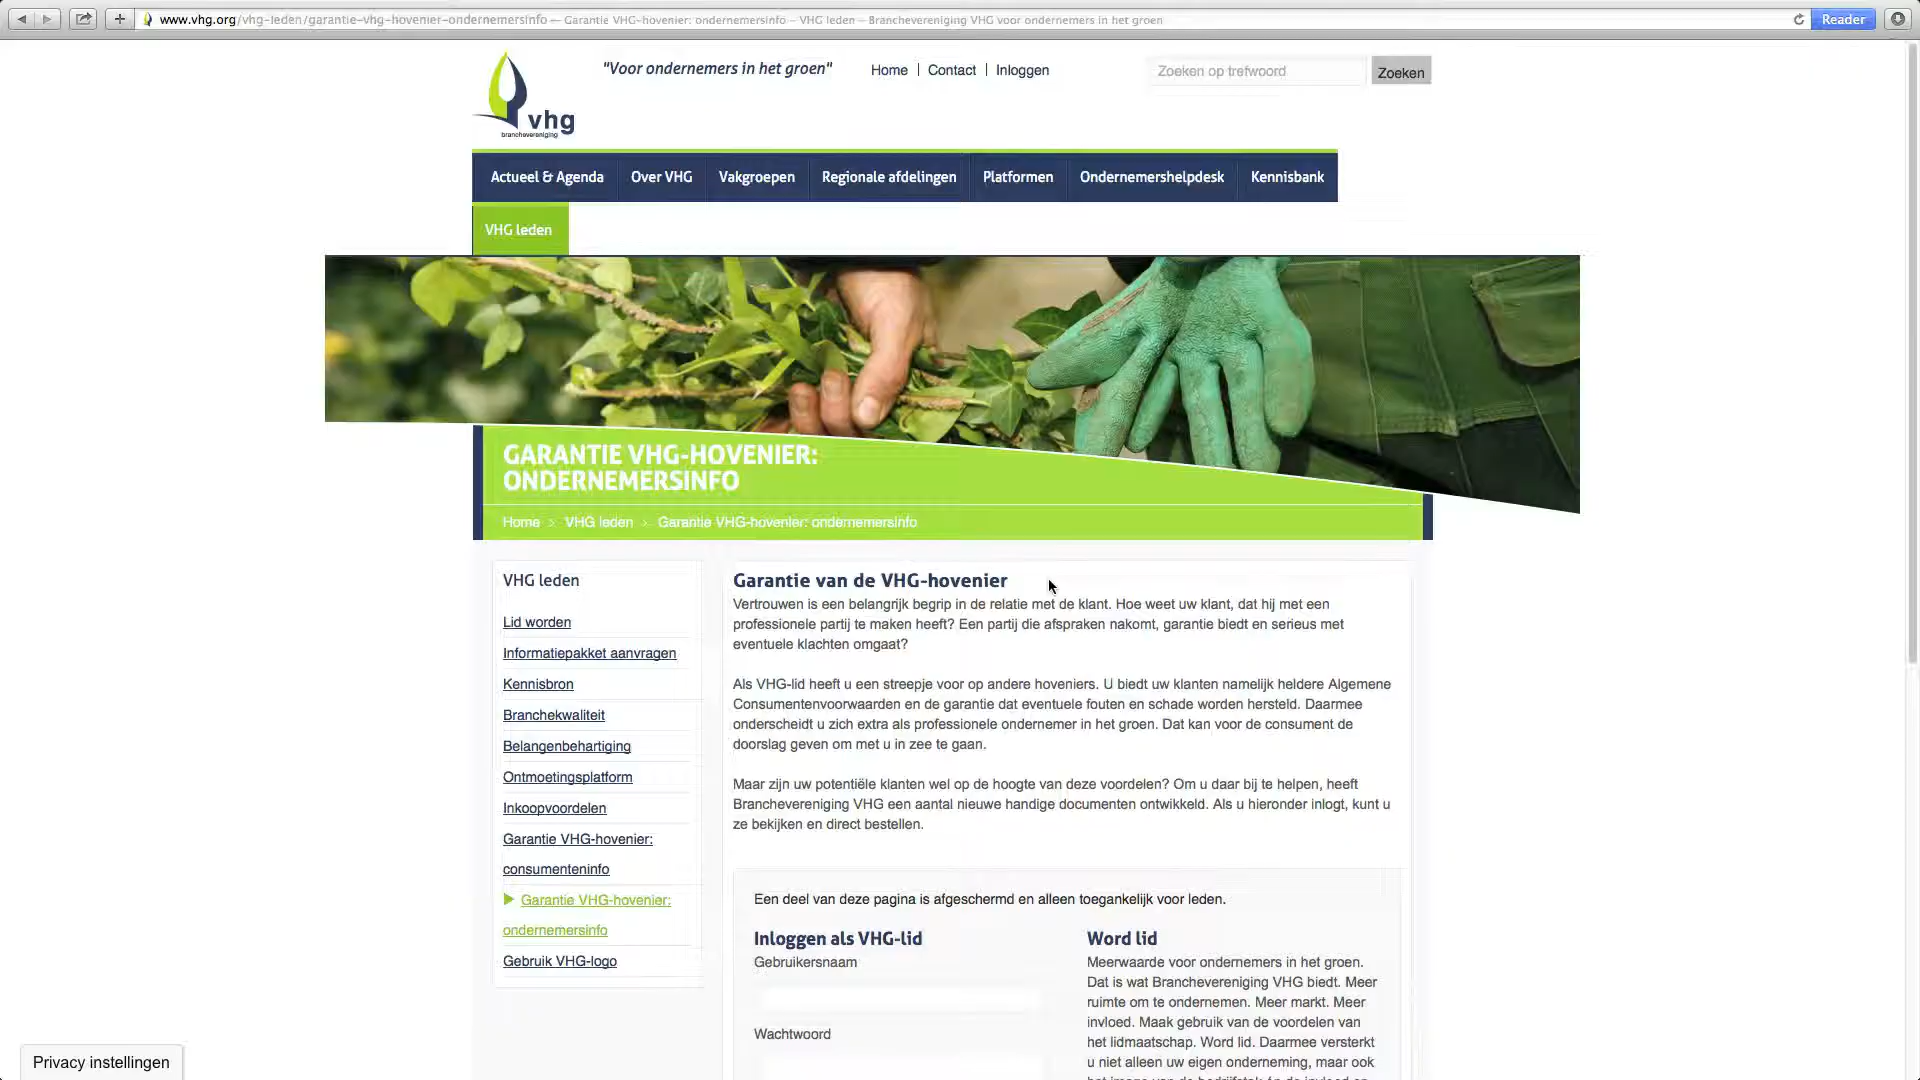 www.vhg.org/vhg-leden/garantie-vhg-hovenier-ondernemersinfo — Garantie VHG-hovenier: ondernemersinfo – VHG leden – Branchevereniging VHG voor ondernemers in het groen
Reader
"Voor ondernemers in het groen"
Home | Contact | Inloggen
Zoeken op trefwoord
Zoeken
vhg
branchevereniging
Actueel & Agenda
Over VHG
Vakgroepen
Regionale afdelingen
Platformen
Ondernemershelpdesk
Kennisbank
VHG leden
GARANTIE VHG-HOVENIER:
ONDERNEMERSINFO
Home > VHG leden > Garantie VHG-hovenier: ondernemersinfo
VHG leden
Lid worden
Informatiepakket aanvragen
Kennisbron
Branchekwaliteit
Belangenbehartiging
Ontmoetingsplatform
Inkoopvoordelen
Garantie VHG-hovenier:
consumenteninfo
Garantie VHG-hovenier:
ondernemersinfo
Gebruik VHG-logo
Garantie van de VHG-hovenier
Vertrouwen is een belangrijk begrip in de relatie met de klant. Hoe weet uw klant, dat hij met een
professionele partij te maken heeft? Een partij die afspraken nakomt, garantie biedt en serieus met
eventuele klachten omgaat?
Als VHG-lid heeft u een streepje voor op andere hoveniers. U biedt uw klanten namelijk heldere Algemene
Consumentenvoorwaarden en de garantie dat eventuele fouten en schade worden hersteld. Daarmee
onderscheidt u zich extra als professionele ondernemer in het groen. Dat kan voor de consument de
doorslag geven om met u in zee te gaan.
Maar zijn uw potentiële klanten wel op de hoogte van deze voordelen? Om u daar bij te helpen, heeft
Branchevereniging VHG een aantal nieuwe handige documenten ontwikkeld. Als u hieronder inlogt, kunt u
ze bekijken en direct bestellen.
Een deel van deze pagina is afgeschermd en alleen toegankelijk voor leden.
Inloggen als VHG-lid
Gebruikersnaam
Wachtwoord
Word lid
Meerwaarde voor ondernemers in het groen.
Dat is wat Branchevereniging VHG biedt. Meer
ruimte om te ondernemen. Meer markt. Meer
invloed. Maak gebruik van de voordelen van
het lidmaatschap. Word lid. Daarmee versterkt
u niet alleen uw eigen onderneming, maar ook
Privacy instellingen